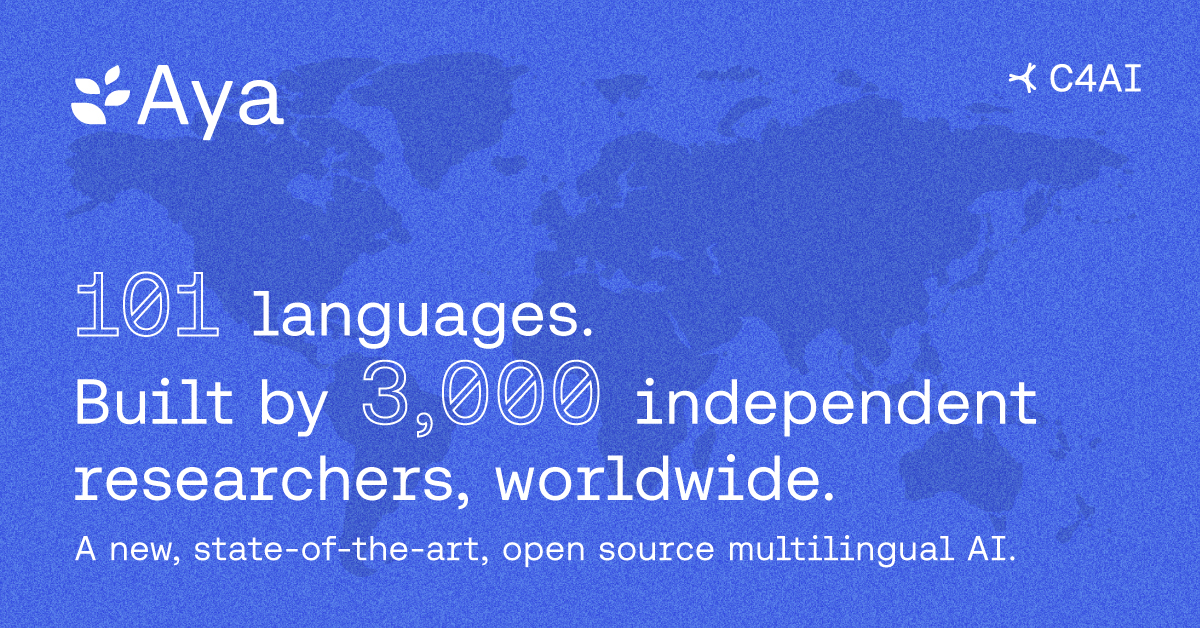 Aya
C4AI
101 languages.
Built by 3,000 independent
researchers, worldwide.
A new, state-of-the-art, open source multilingual AI.